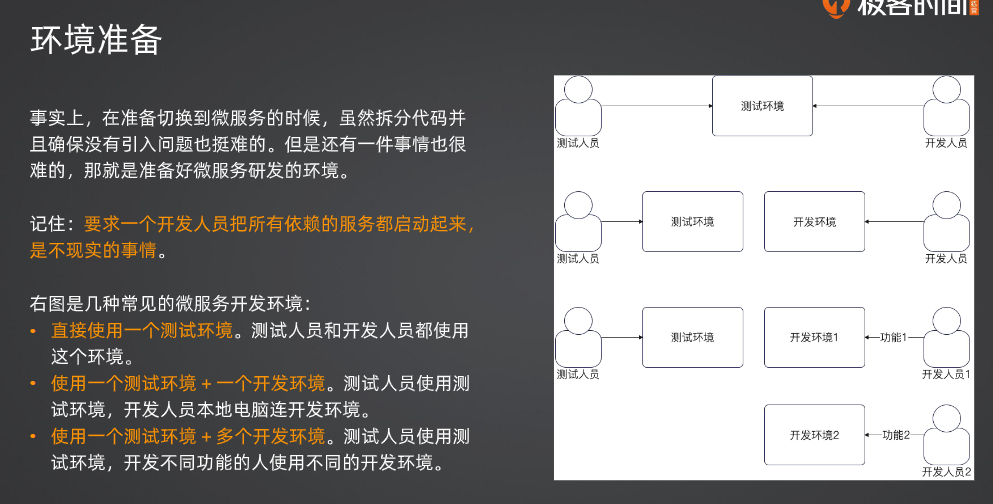 极客时间
环境准备
事实上，在准备切换到微服务的时候，虽然拆分代码并
且确保没有引入问题也挺难的。但是还有一件事情也很
难的，那就是准备好微服务研发的环境。
记住：要求一个开发人员把所有依赖的服务都启动起来，
是不现实的事情。
右图是几种常见的微服务开发环境：
• 直接使用一个测试环境。测试人员和开发人员都使用
这个环境。
• 使用一个测试环境 + 一个开发环境。测试人员使用测
试环境，开发人员本地电脑连开发环境。
• 使用一个测试环境 + 多个开发环境。测试人员使用测
试环境，开发不同功能的人使用不同的开发环境。
测试环境
测试人员
开发人员
测试环境
开发环境
测试人员
开发人员
测试环境
开发环境1
功能1
测试人员
开发人员1
开发环境2
功能2
开发人员2